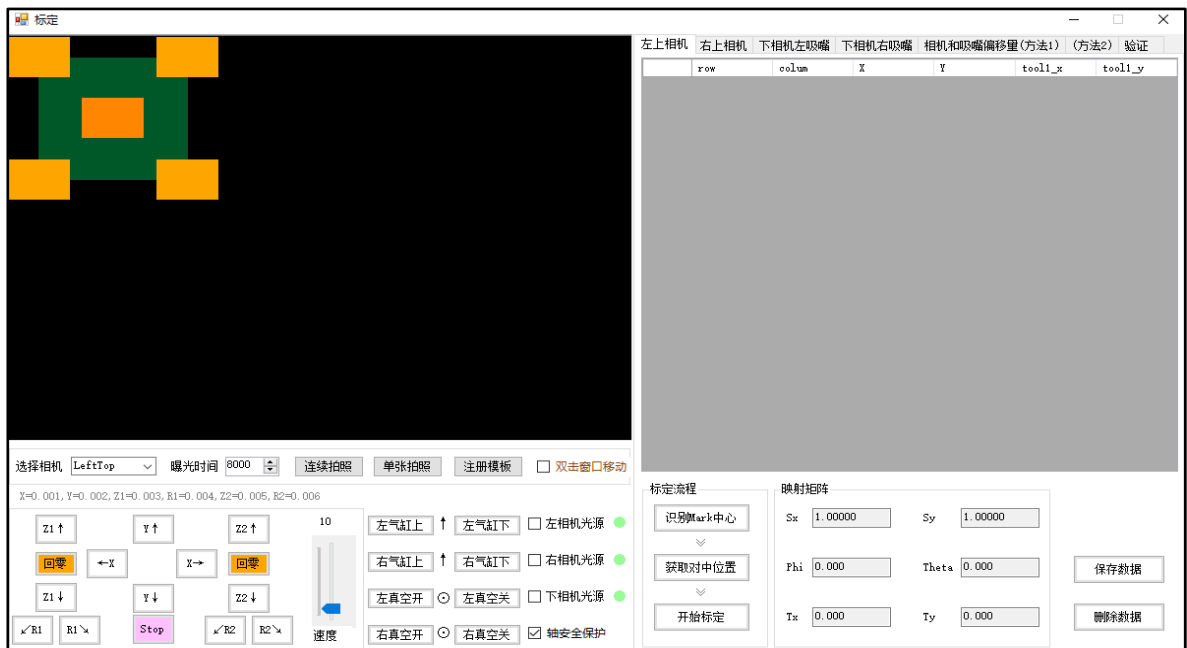 标定
左上相机 右上相机 下相机左吸嘴 下相机右吸嘴 相机和吸嘴偏移量(方法1) (方法2) 验证
row colum X Y tool1_x tool1_y
选择相机 LeftTop 曝光时间 8000 连续拍照 单张拍照 注册模板 双击窗口移动
X=0.001,Y=0.002,Z1=0.003,R1=0.004,Z2=0.005,R2=0.006
Z1↑ Y↑ Z2↑ 10 左气缸上 ↑ 左气缸下 左相机光源
回零 ←X X→ 回零 右气缸上 ↑ 右气缸下 右相机光源
Z1↓ Y↓ Z2↓ 左真空开 ⊙ 左真空关 下相机光源
↙R1 R1↘ Stop ↙R2 R2↘ 速度 右真空开 ⊙ 右真空关 轴安全保护
标定流程
识别Mark中心
获取对中位置
开始标定
映射矩阵
Sx 1.00000 Sy 1.00000
Phi 0.000 Theta 0.000
Tx 0.000 Ty 0.000
保存数据
删除数据